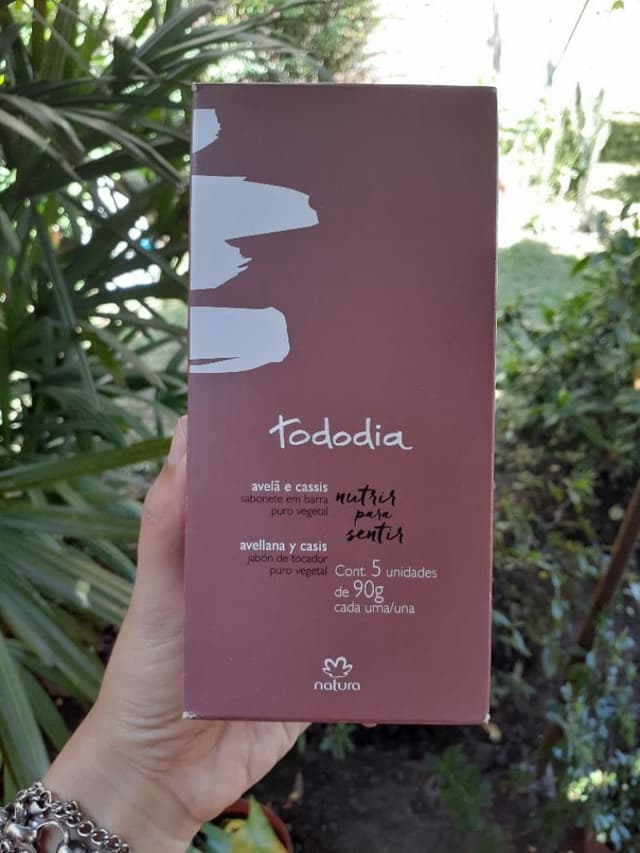 tododia
avelã e cassis
sabonete em barra
puro vegetal
nutrir
para
sentir
avellana y casis
jabón de tocador
puro vegetal
Cont. 5 unidades
de 90g
cada uma/una
natura